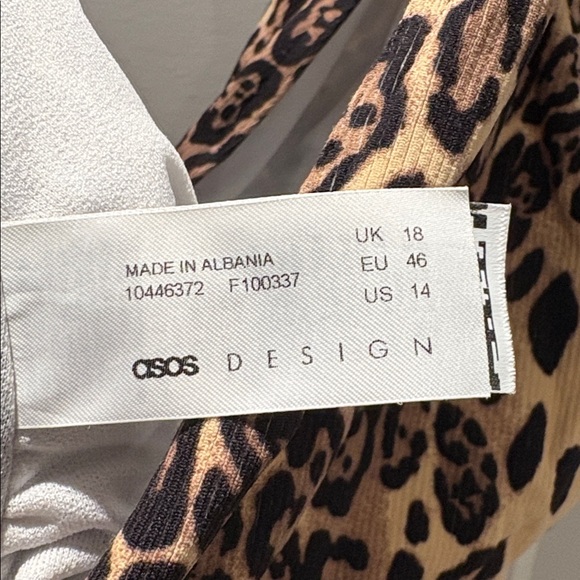 MADE IN ALBANIA
10446372 F100337
UK 18
EU 46
US 14
asos DESIGN